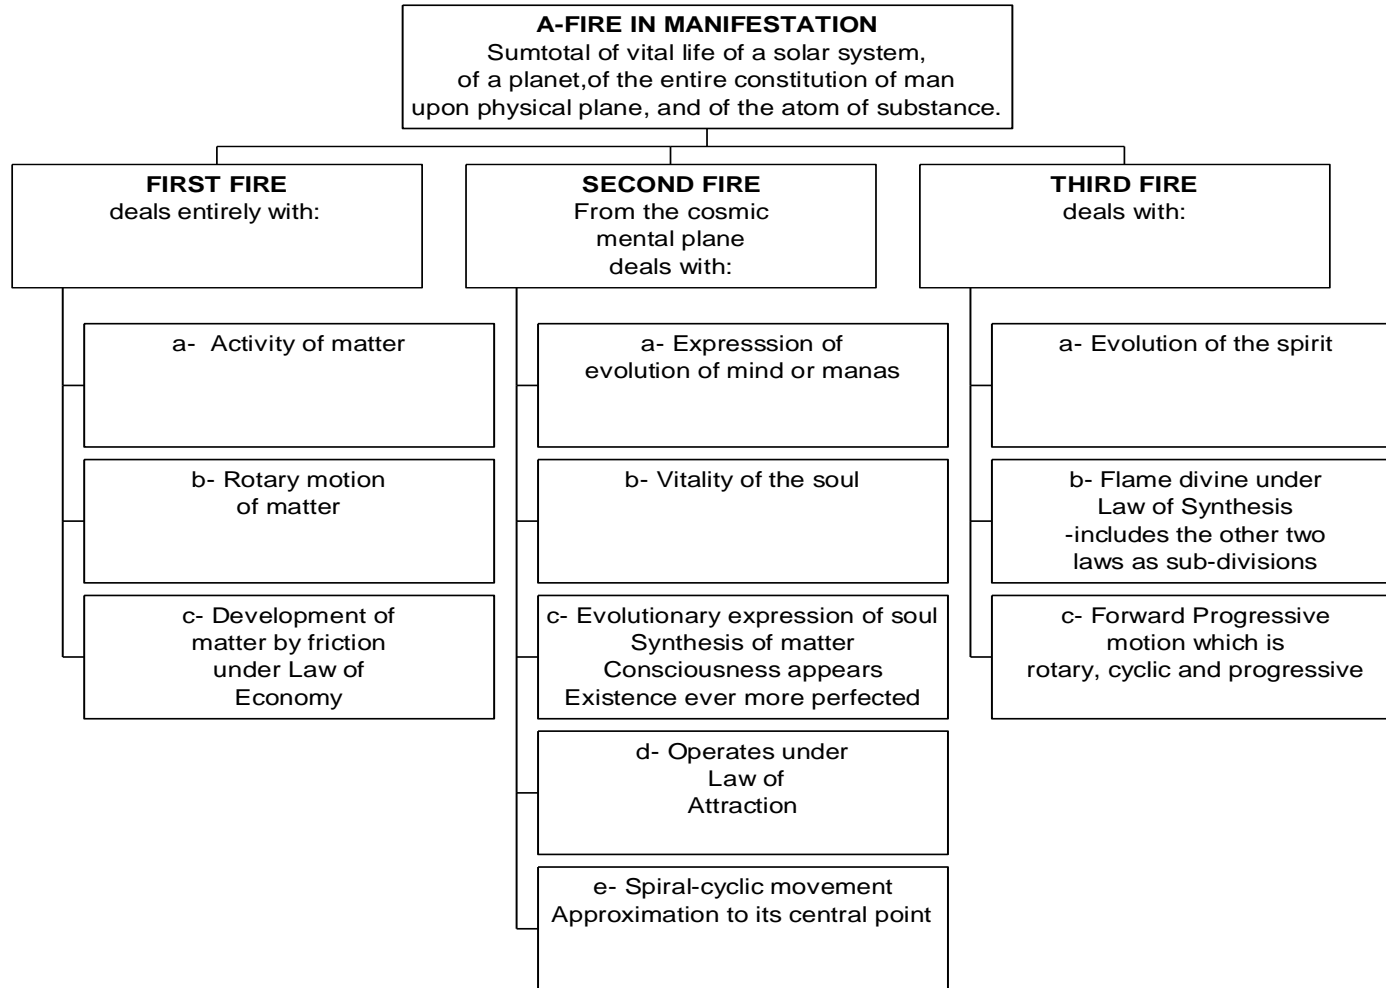 A-FIRE IN MANIFESTATION
Sumtotal of vital life of a solar system,
of a planet,of the entire constitution of man
upon physical plane, and of the atom of substance.
FIRST FIRE
deals entirely with:
a- Activity of matter
b- Rotary motion
of matter
c- Development of
matter by friction
under Law of
Economy
SECOND FIRE
From the cosmic
mental plane
deals with:
a- Expresssion of
evolution of mind or manas
b- Vitality of the soul
c- Evolutionary expression of soul
Synthesis of matter
Consciousness appears
Existence ever more perfected
d- Operates under
Law of
Attraction
e- Spiral-cyclic movement
Approximation to its central point
THIRD FIRE
deals with:
a- Evolution of the spirit
b- Flame divine under
Law of Synthesis
-includes the other two
laws as sub-divisions
c- Forward Progressive
motion which is
rotary, cyclic and progressive